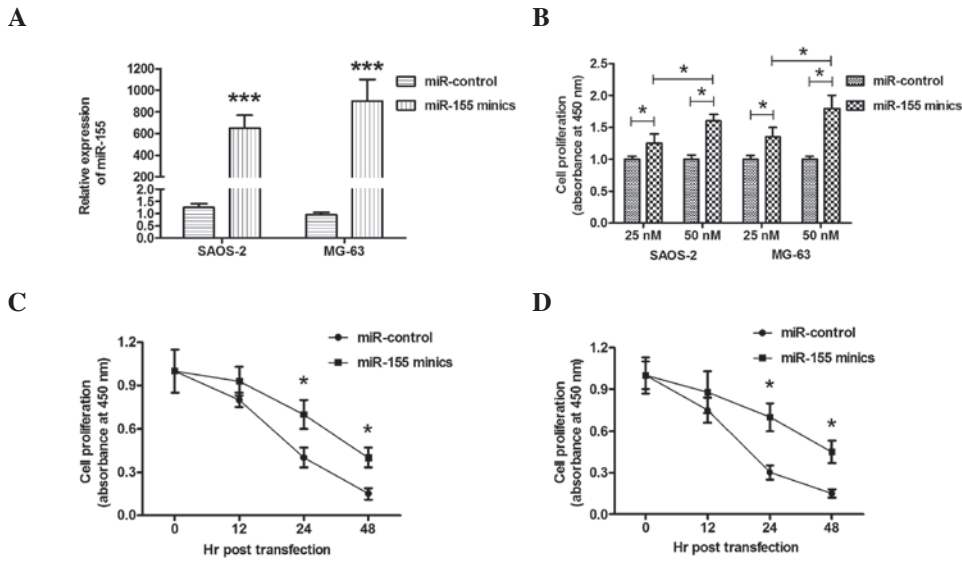 A
Relative expression
of miR-155
1200
1000
800
600
400
200
2.0
1.5
1.0
0.5
0.0
***
***
SAOS-2
MG-63
miR-control
miR-155 minics
B
Cell proliferation
(absorbance at 450 nm)
2.5
2.0
1.5
1.0
0.5
0.0
*
*
*
*
*
*
25 nM
50 nM
25 nM
50 nM
SAOS-2
MG-63
miR-control
miR-155 minics
C
Cell proliferation
(absorbance at 450 nm)
1.2
0.9
0.6
0.3
0.0
*
*
0
12
24
48
Hr post transfection
miR-control
miR-155 minics
D
Cell proliferation
(absorbance at 450 nm)
1.2
0.9
0.6
0.3
0.0
*
*
0
12
24
48
Hr post transfection
miR-control
miR-155 minics